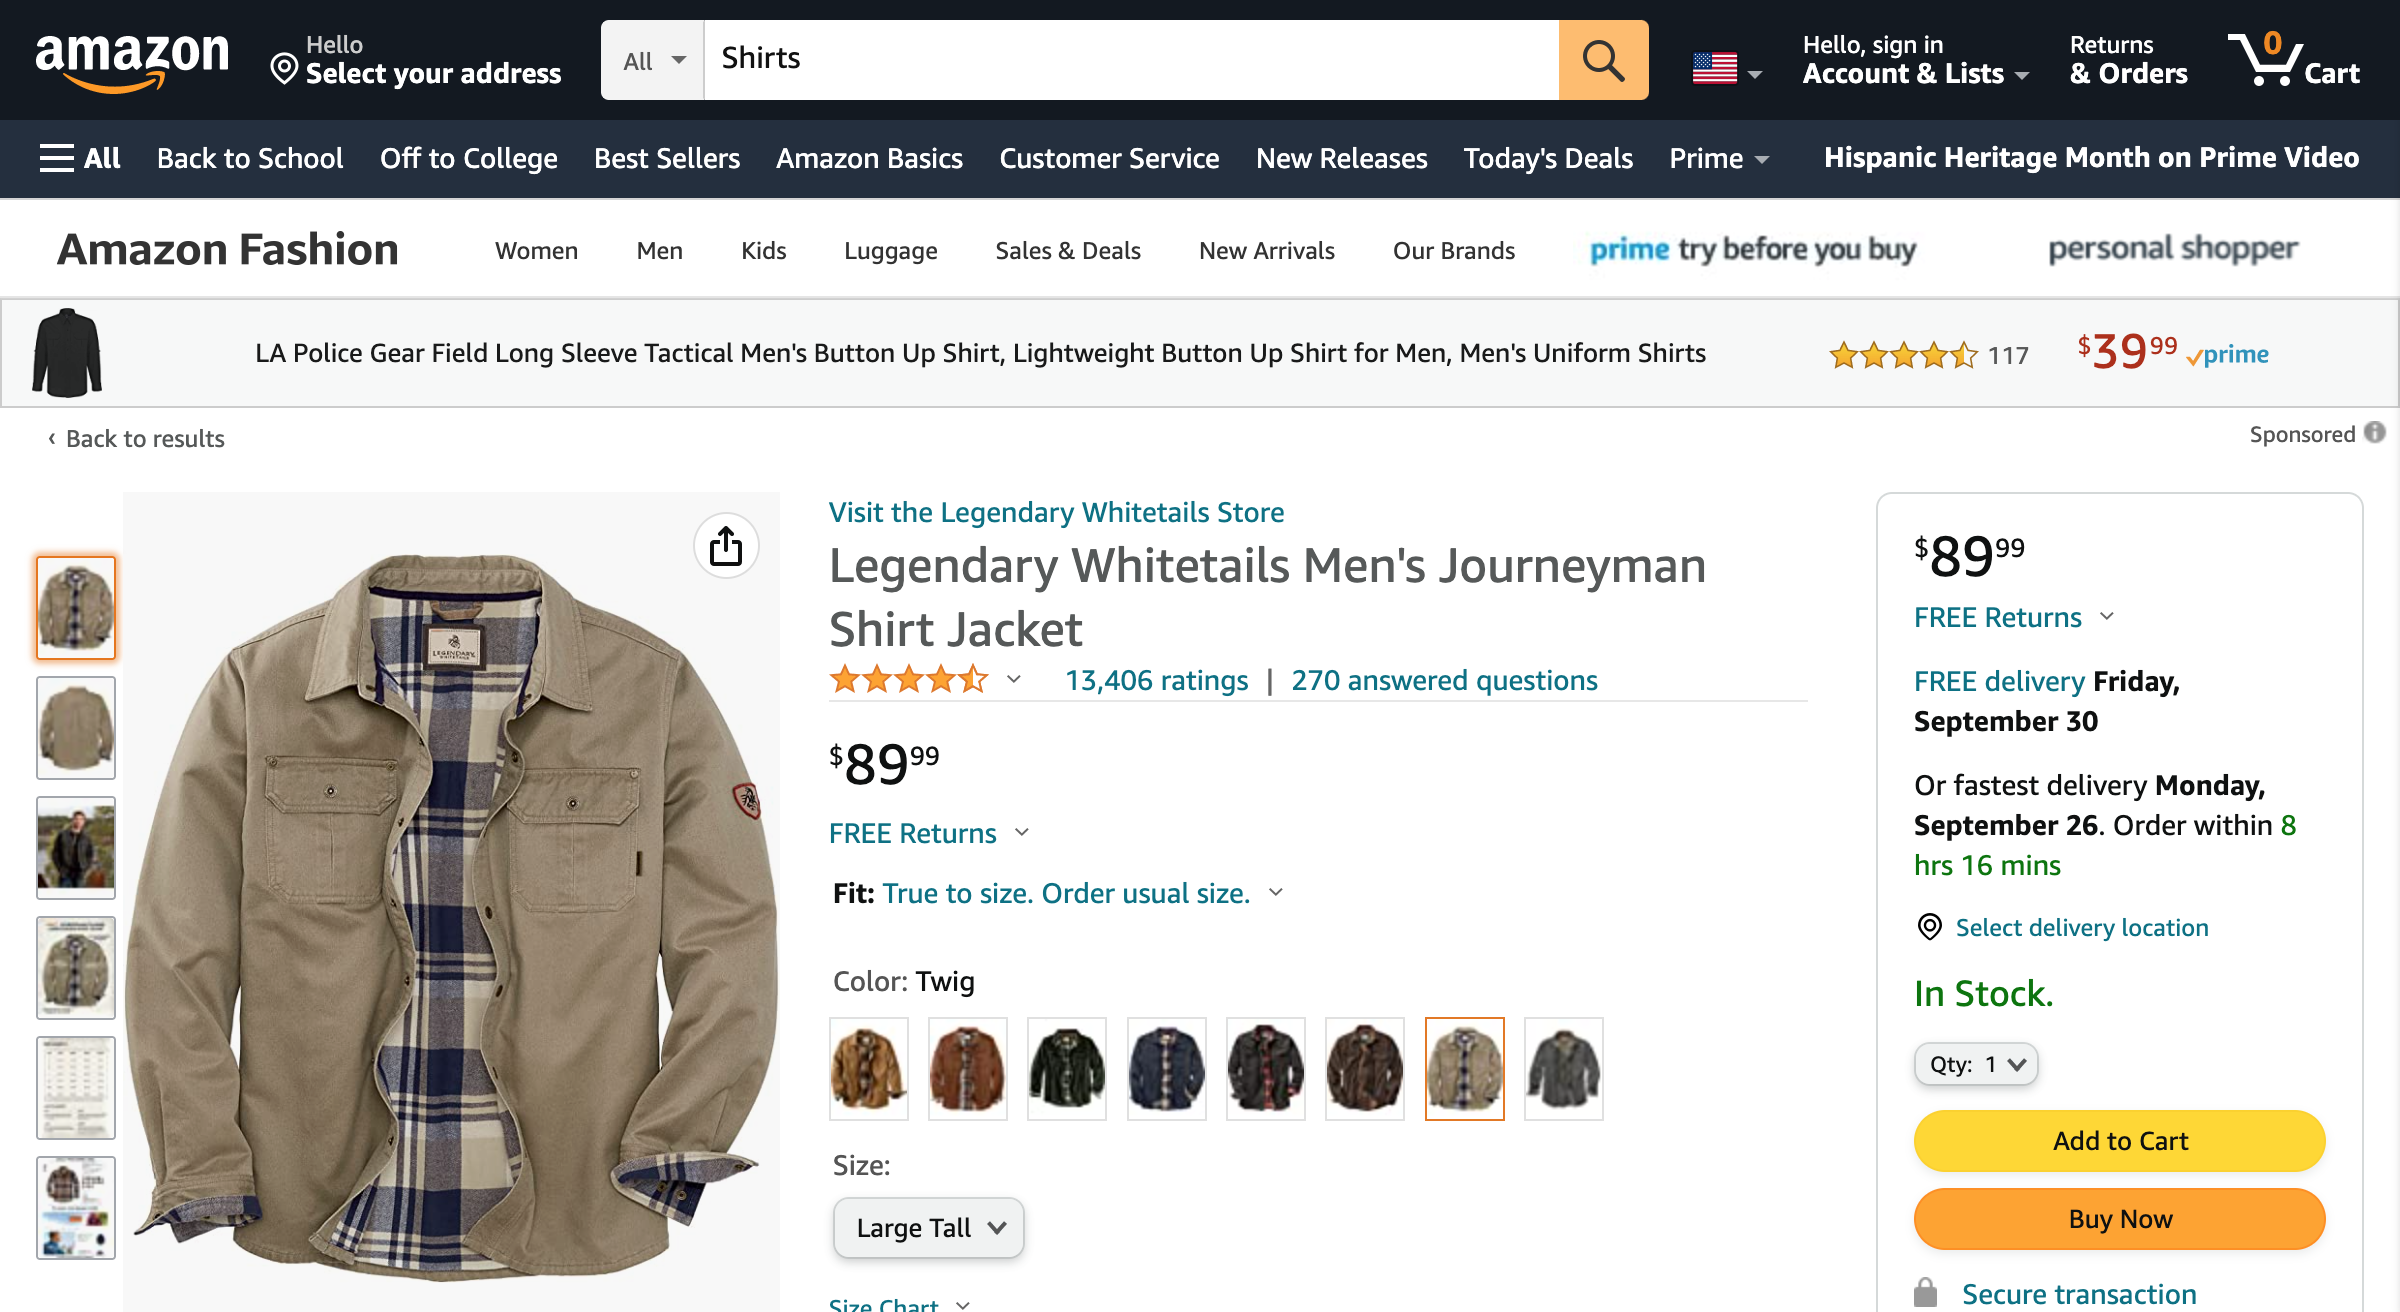 amazon
Hello
Select your address
All
Shirts
Hello, sign in
Account & Lists
Returns
& Orders
0
Cart
All
Back to School
Off to College
Best Sellers
Amazon Basics
Customer Service
New Releases
Today's Deals
Prime
Hispanic Heritage Month on Prime Video
Amazon Fashion
Women
Men
Kids
Luggage
Sales & Deals
New Arrivals
Our Brands
prime try before you buy
personal shopper
LA Police Gear Field Long Sleeve Tactical Men's Button Up Shirt, Lightweight Button Up Shirt for Men, Men's Uniform Shirts
117
$39 99
prime
‹ Back to results
Sponsored
LEGENDARY
WHITETAILS
Visit the Legendary Whitetails Store
Legendary Whitetails Men's Journeyman
Shirt Jacket
13,406 ratings | 270 answered questions
$89 99
FREE Returns
Fit: True to size. Order usual size.
Color: Twig
Size:
Large Tall
Size Chart
$89 99
FREE Returns
FREE delivery Friday,
September 30
Or fastest delivery Monday,
September 26. Order within 8
hrs 16 mins
Select delivery location
In Stock.
Qty: 1
Add to Cart
Buy Now
Secure transaction